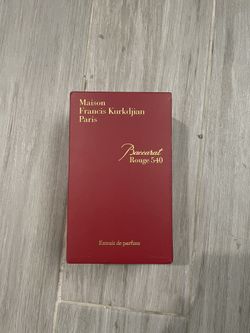 Maison
Francis Kurkdjian
Paris
Baccarat
Rouge 540
Extrait de parfum